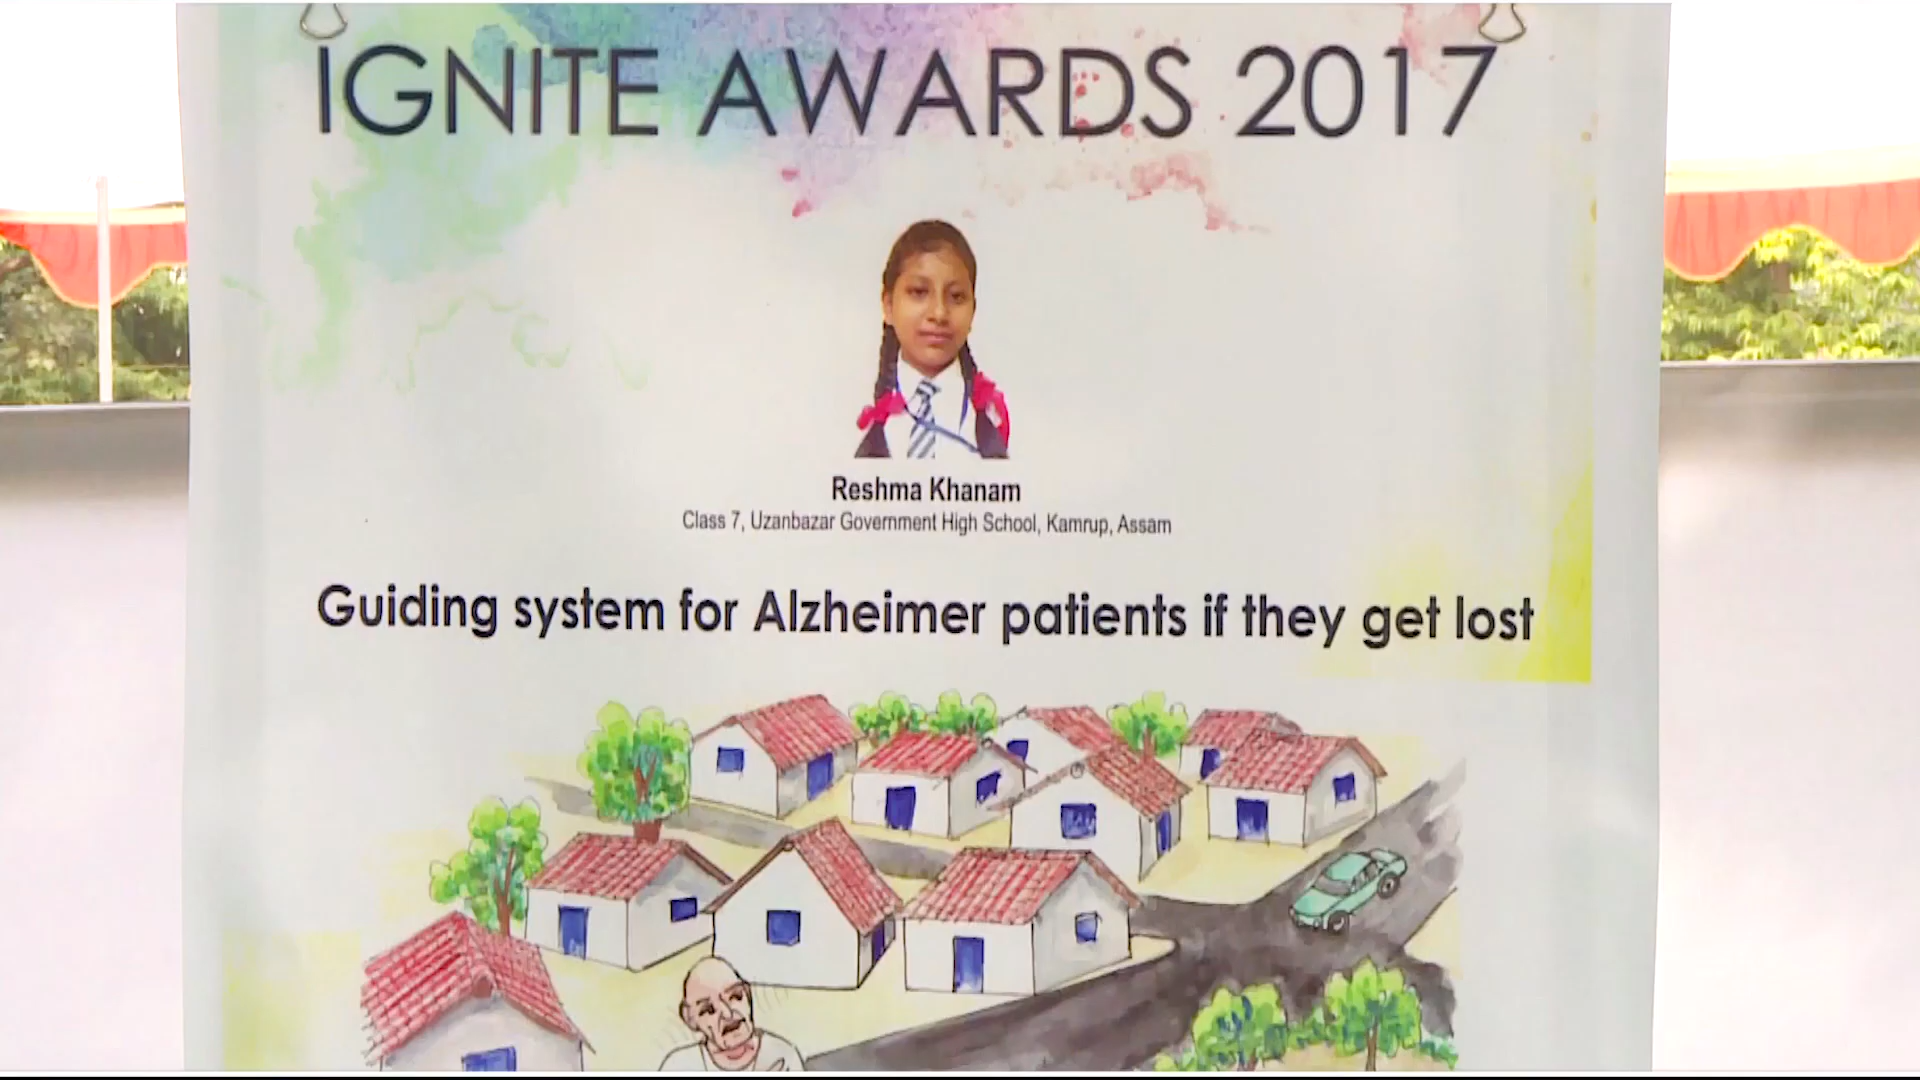 IGNITE AWARDS 2017
Reshma Khanam
Class 7, Uzanbazar Government High School, Kamrup, Assam
Guiding system for Alzheimer patients if they get lost